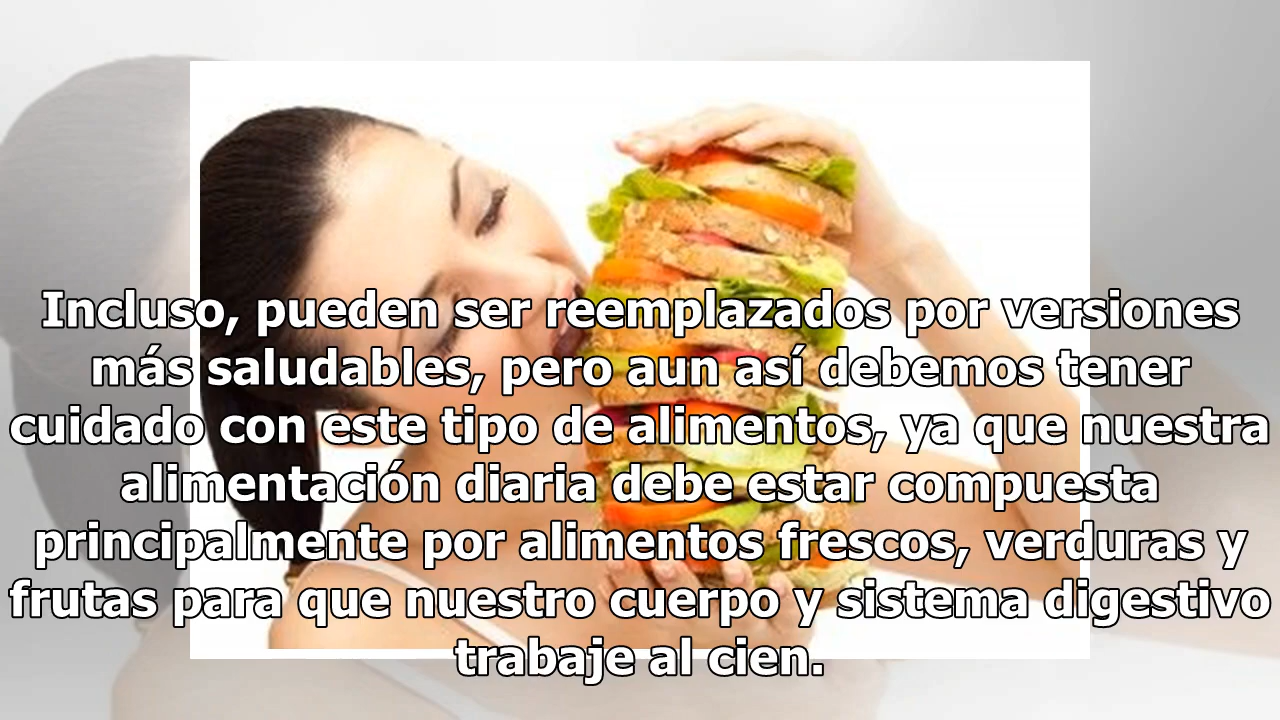 Incluso, pueden ser reemplazados por versiones
más saludables, pero aun así debemos tener
cuidado con este tipo de alimentos, ya que nuestra
alimentación diaria debe estar compuesta
principalmente por alimentos frescos, verduras y
frutas para que nuestro cuerpo y sistema digestivo
trabaje al cien.